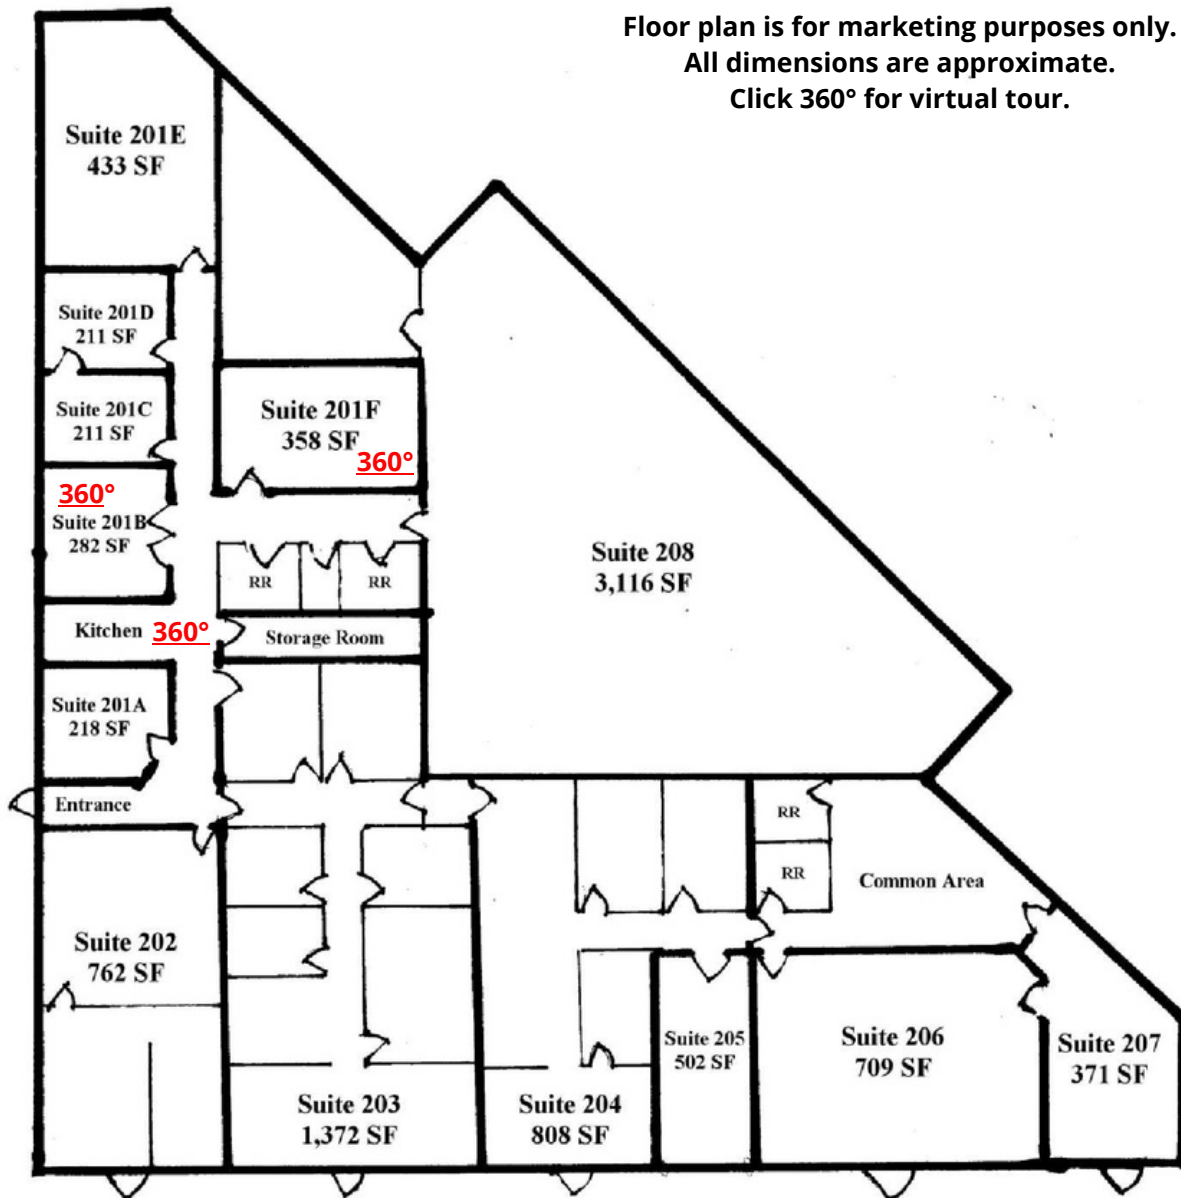 Floor plan is for marketing purposes only.
All dimensions are approximate.
Click 360° for virtual tour.
Suite 201E
433 SF
Suite 201D
211 SF
Suite 201C
211 SF
Suite 201F
358 SF
360°
360°
Suite 201B
282 SF
Suite 208
3,116 SF
RR
RR
Kitchen
360°
Storage Room
Suite 201A
218 SF
Entrance
RR
RR
Common Area
Suite 202
762 SF
Suite 205
502 SF
Suite 206
709 SF
Suite 207
371 SF
Suite 203
1,372 SF
Suite 204
808 SF